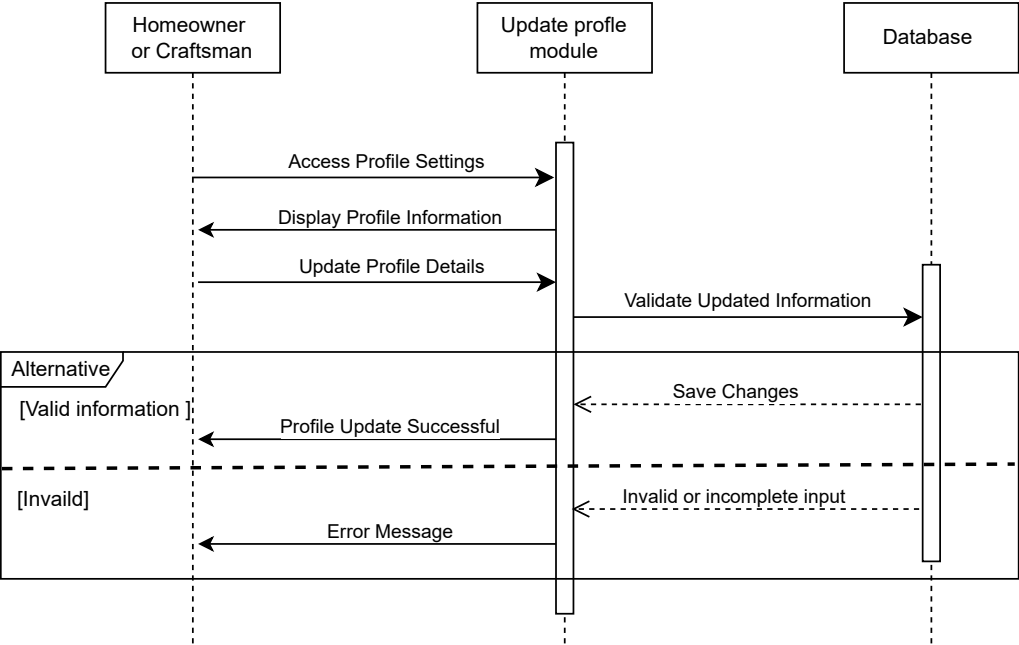 Homeowner
or Craftsman
Update profle
module
Database
Access Profile Settings
Display Profile Information
Update Profile Details
Validate Updated Information
Alternative
Save Changes
[Valid information ]
Profile Update Successful
[Invaild]
Invalid or incomplete input
Error Message